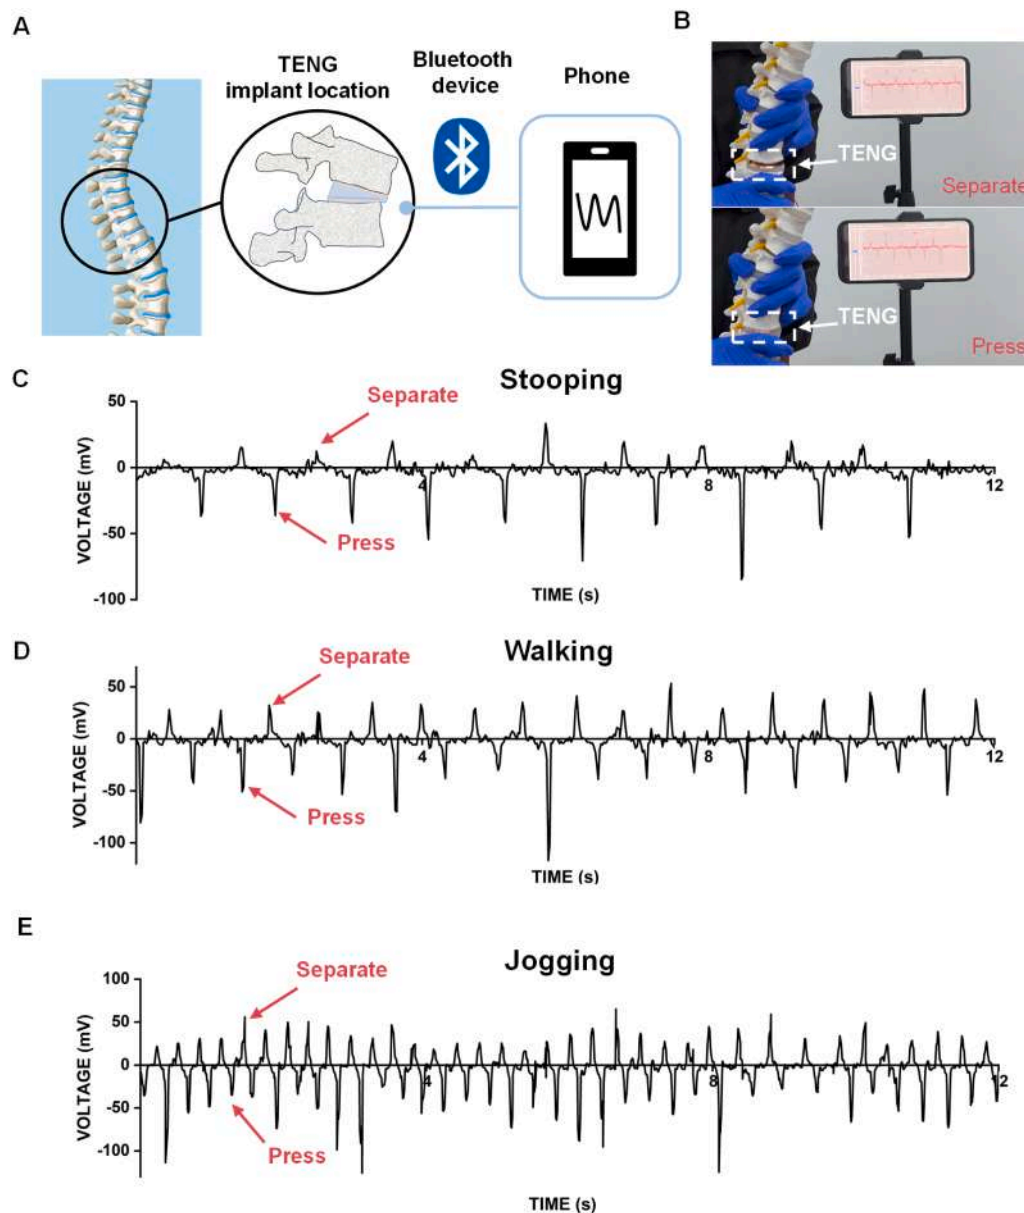 A
TENG
implant location
Bluetooth
device
Phone
B
TENG
Separate
TENG
Press
C
Stooping
Separate
Press
VOLTAGE (mV)
50
0
-50
-100
4
8
12
TIME (s)
D
Walking
Separate
Press
VOLTAGE (mV)
50
0
-50
-100
4
8
12
TIME (s)
E
Jogging
Separate
Press
VOLTAGE (mV)
100
50
0
-50
-100
4
8
12
TIME (s)